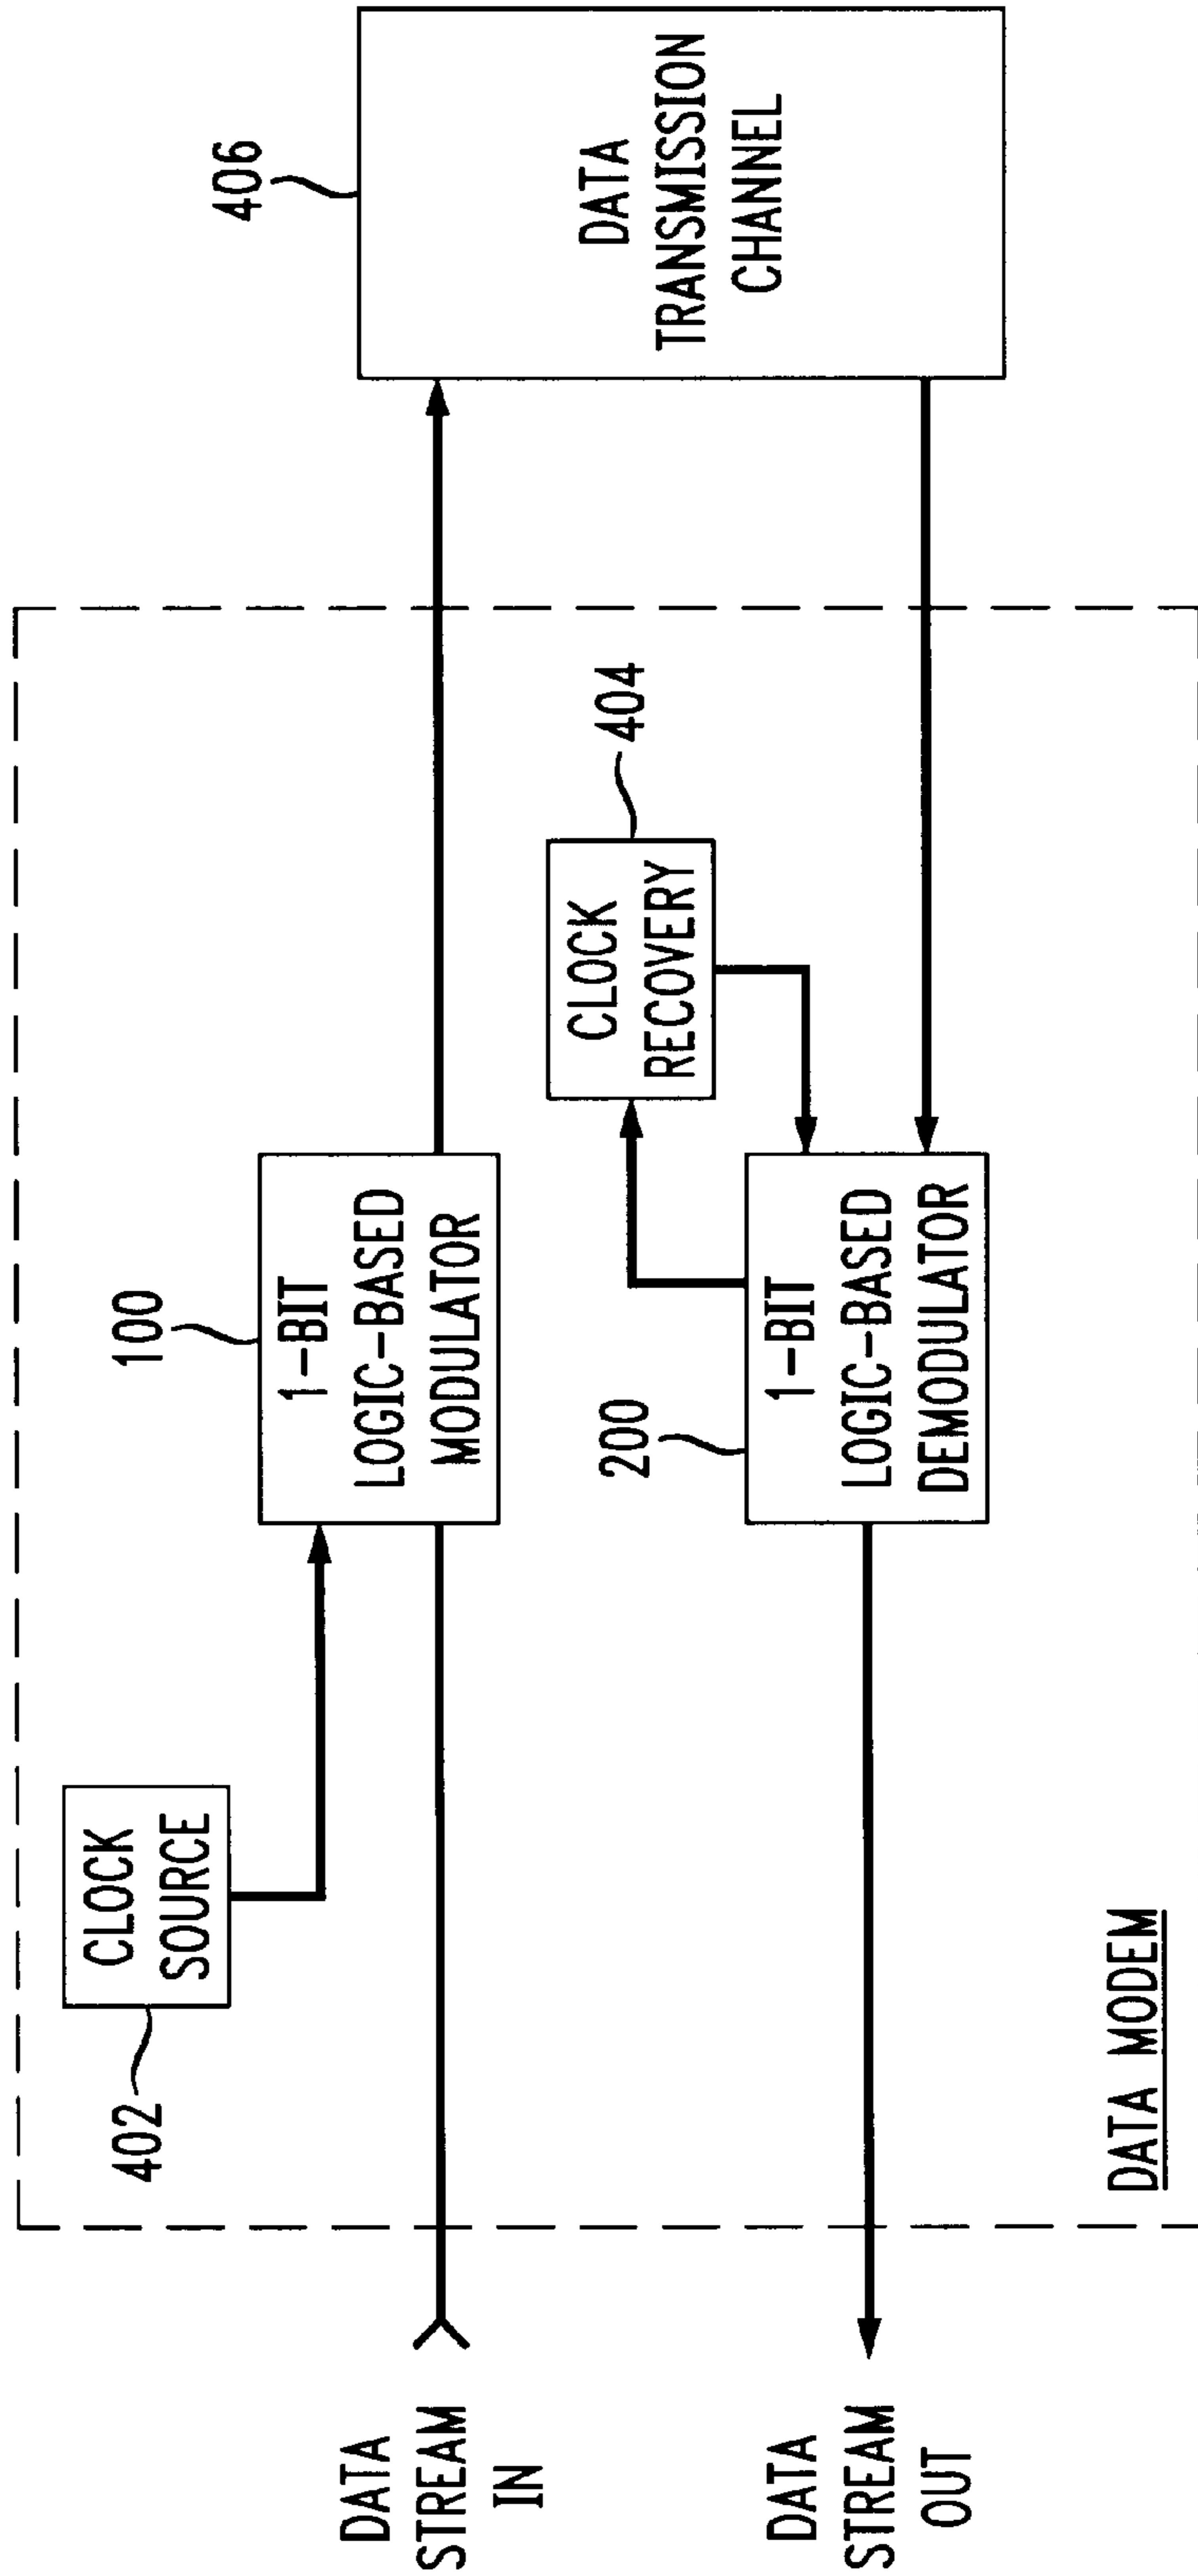 402
CLOCK
SOURCE
100
1-BIT
LOGIC-BASED
MODULATOR
406
DATA
TRANSMISSION
CHANNEL
DATA
STREAM
IN
404
CLOCK
RECOVERY
200
1-BIT
LOGIC-BASED
DEMODULATOR
DATA
STREAM
OUT
DATA MODEM